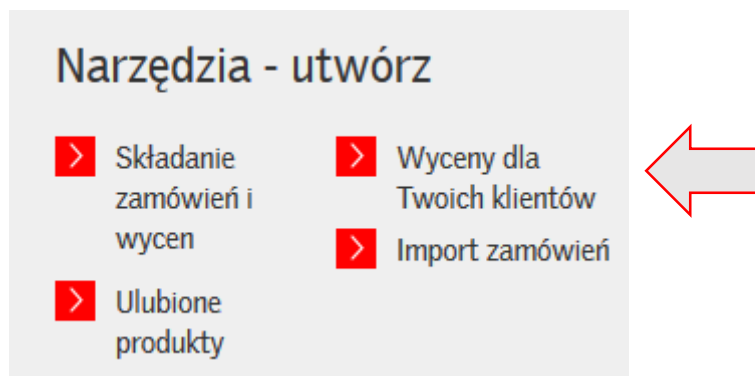 Narzędzia - utwórz
Składanie
zamówień i
wycen
Ulubione
produkty
Wyceny dla
Twoich klientów
Import zamówień